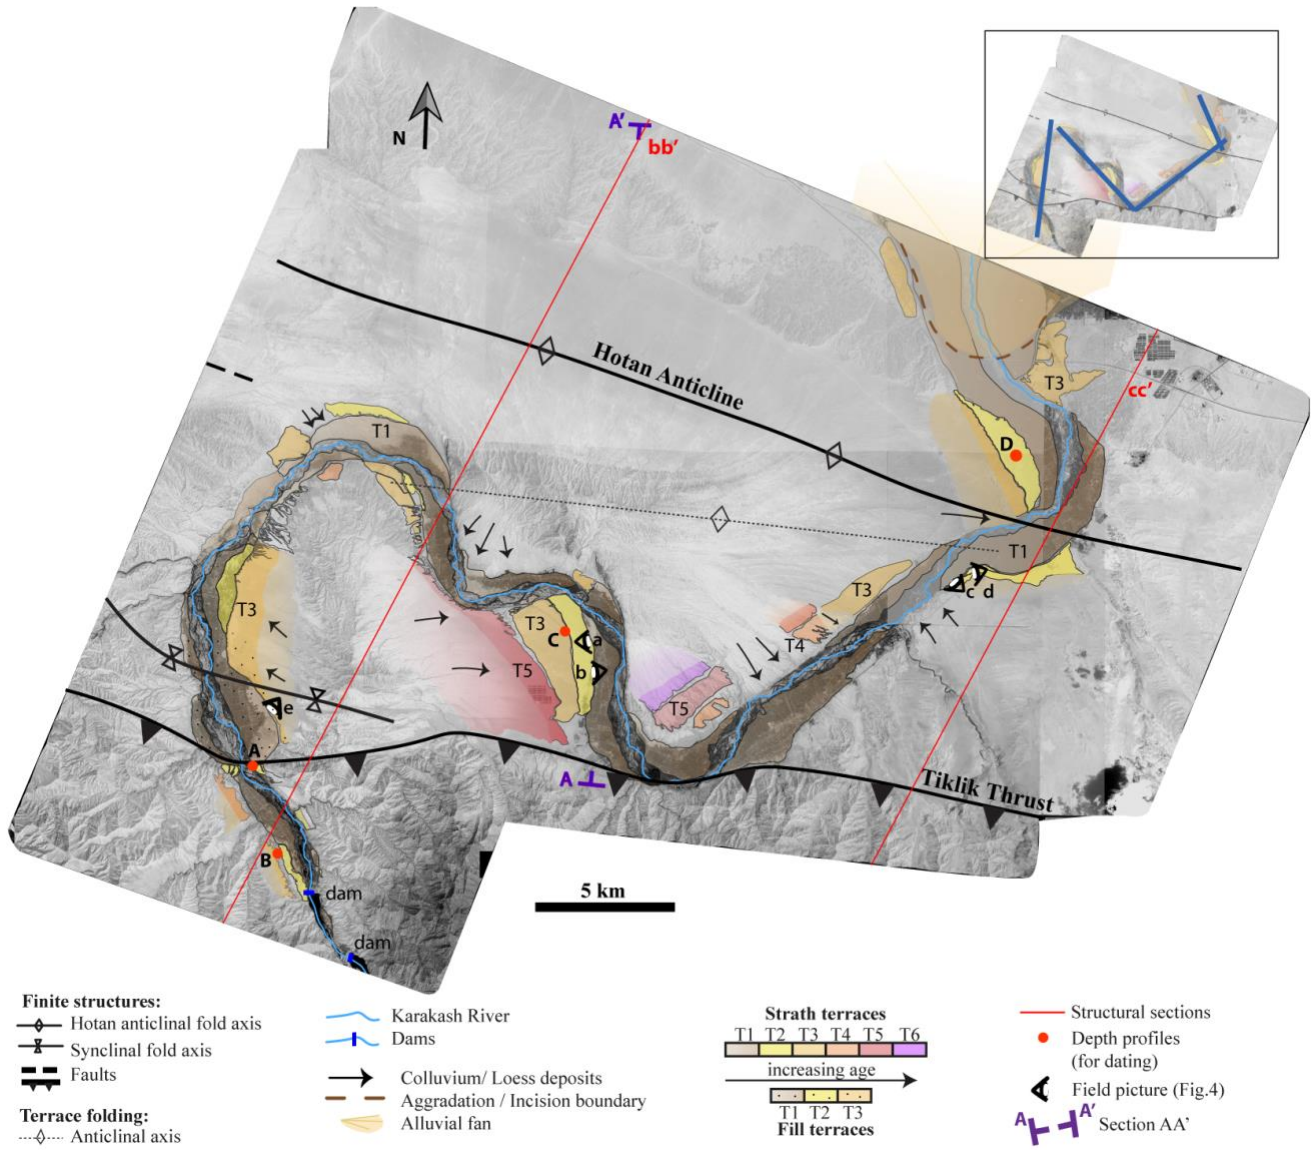 A'
bb'
N
Hotan Anticline
T3
cc'
D
T1
T1
c d
T3
T3
T3
C
a
T4
b
T5
T5
e
A
A
Tiklik Thrust
B
dam
5 km
dam
Finite structures:
Hotan anticlinal fold axis
Synclinal fold axis
Faults
Terrace folding:
Anticlinal axis
Karakash River
Dams
Colluvium/ Loess deposits
Aggradation / Incision boundary
Alluvial fan
Strath terraces
T1 T2 T3 T4 T5 T6
increasing age
T1 T2 T3
Fill terraces
Structural sections
Depth profiles
(for dating)
Field picture (Fig.4)
A A' Section AA'